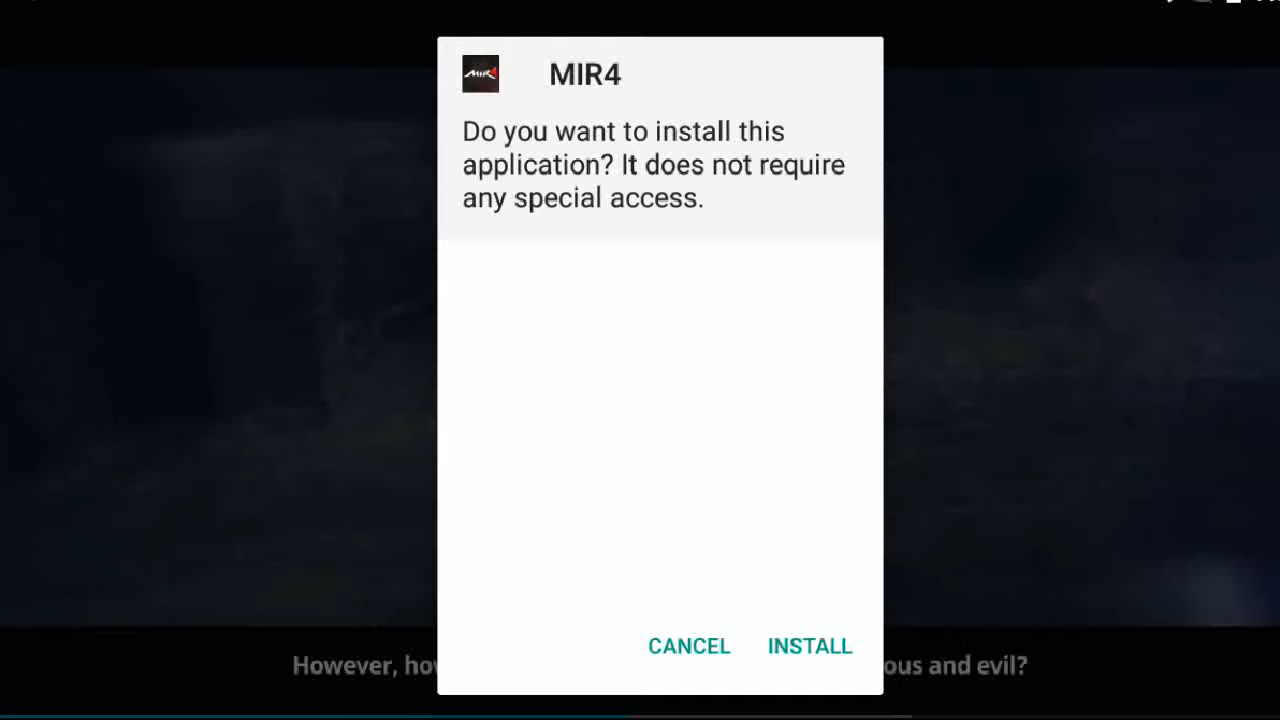 MIR4
MIR4
Do you want to install this
application? It does not require
any special access.
CANCEL INSTALL
However, ous and evil?